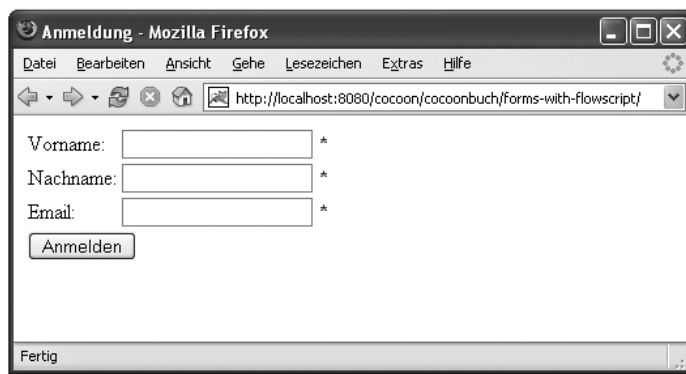 Anmeldung - Mozilla Firefox
Datei Bearbeiten Ansicht Gehe Lesezeichen Extras Hilfe
http://localhost:8080/cocoon/cocoonbuch/forms-with-flowscript/
Vorname: *
Nachname: *
Email: *
Anmelden
Fertig